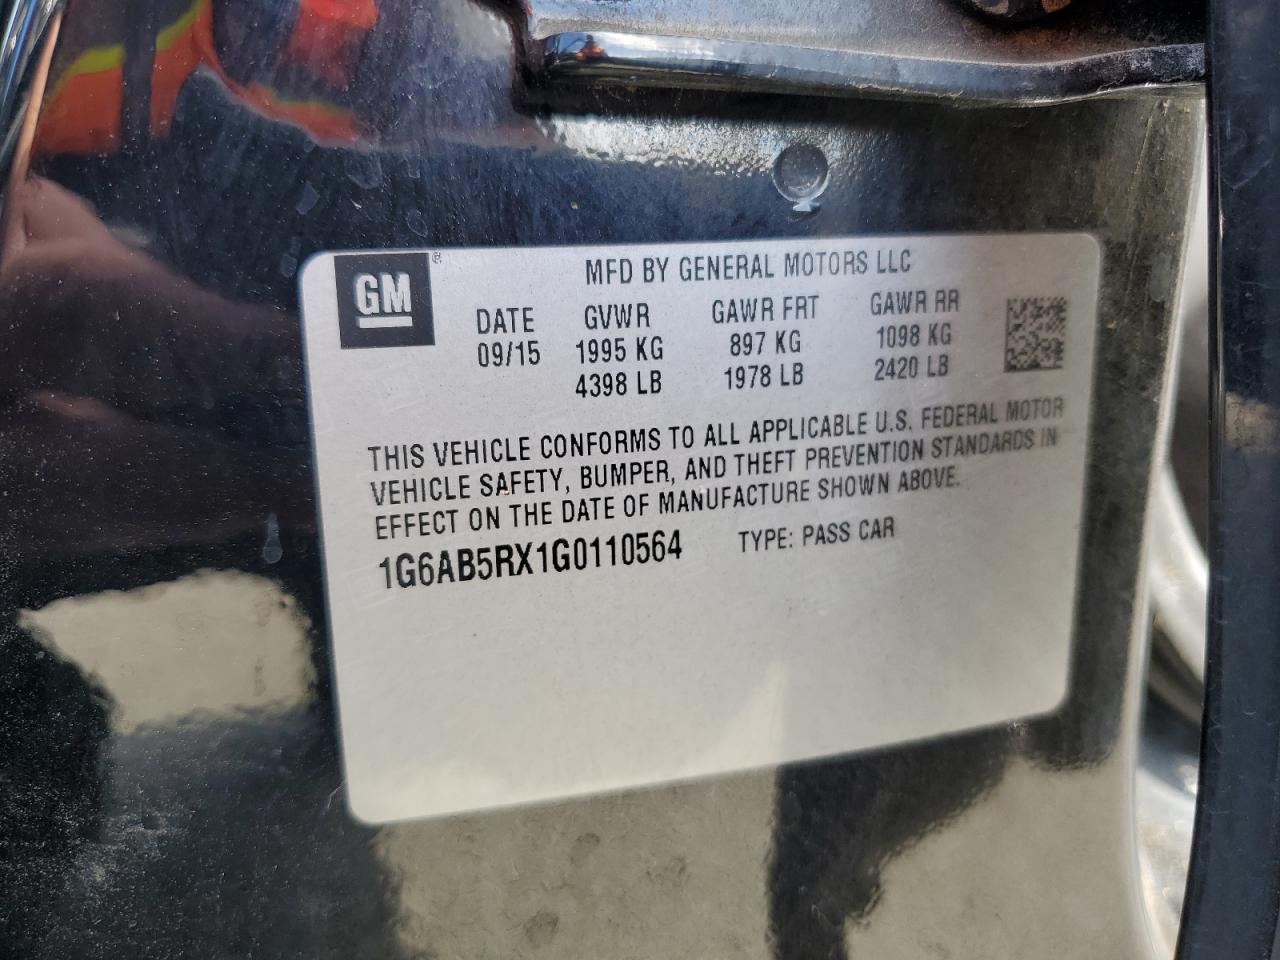 GM ®
MFD BY GENERAL MOTORS LLC
DATE GVWR GAWR FRT GAWR RR
09/15 1995 KG 897 KG 1098 KG
4398 LB 1978 LB 2420 LB
THIS VEHICLE CONFORMS TO ALL APPLICABLE U.S. FEDERAL MOTOR
VEHICLE SAFETY, BUMPER, AND THEFT PREVENTION STANDARDS IN
EFFECT ON THE DATE OF MANUFACTURE SHOWN ABOVE.
1G6AB5RX1G0110564 TYPE: PASS CAR